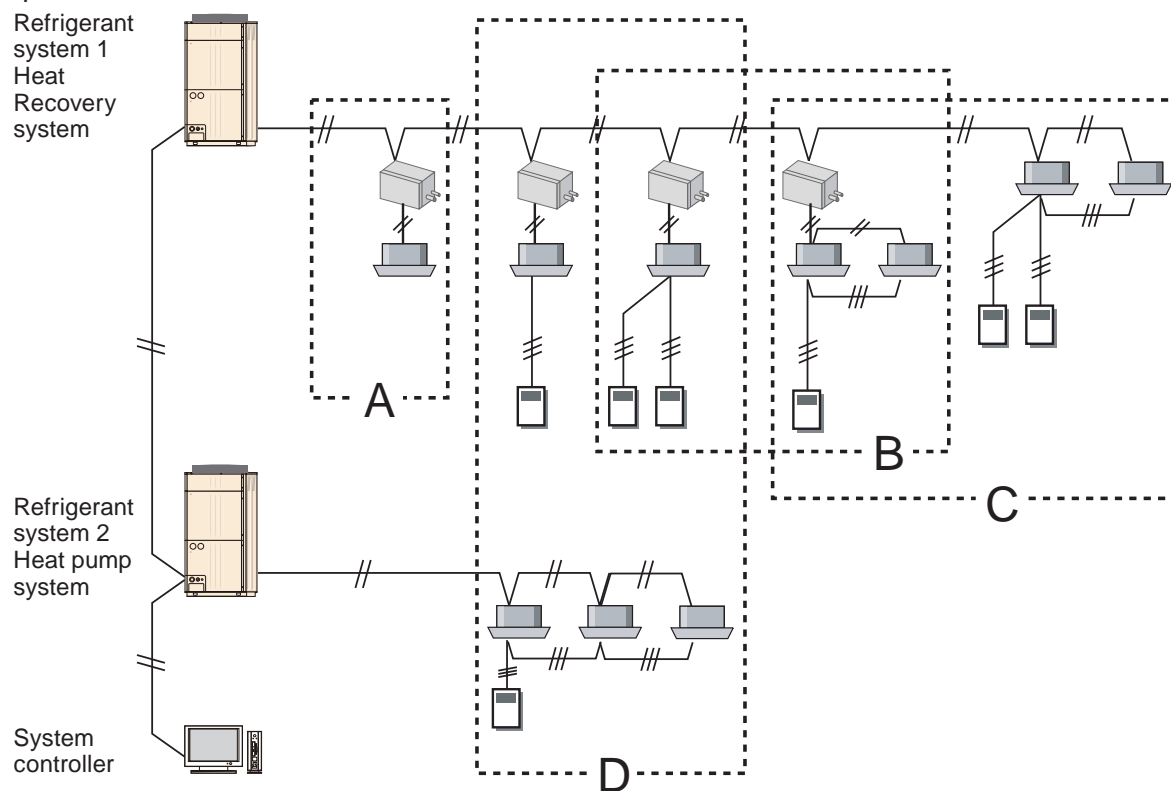 Refrigerant
system 1
Heat
Recovery
system
A
B
C
Refrigerant
system 2
Heat pump
system
System
controller
D